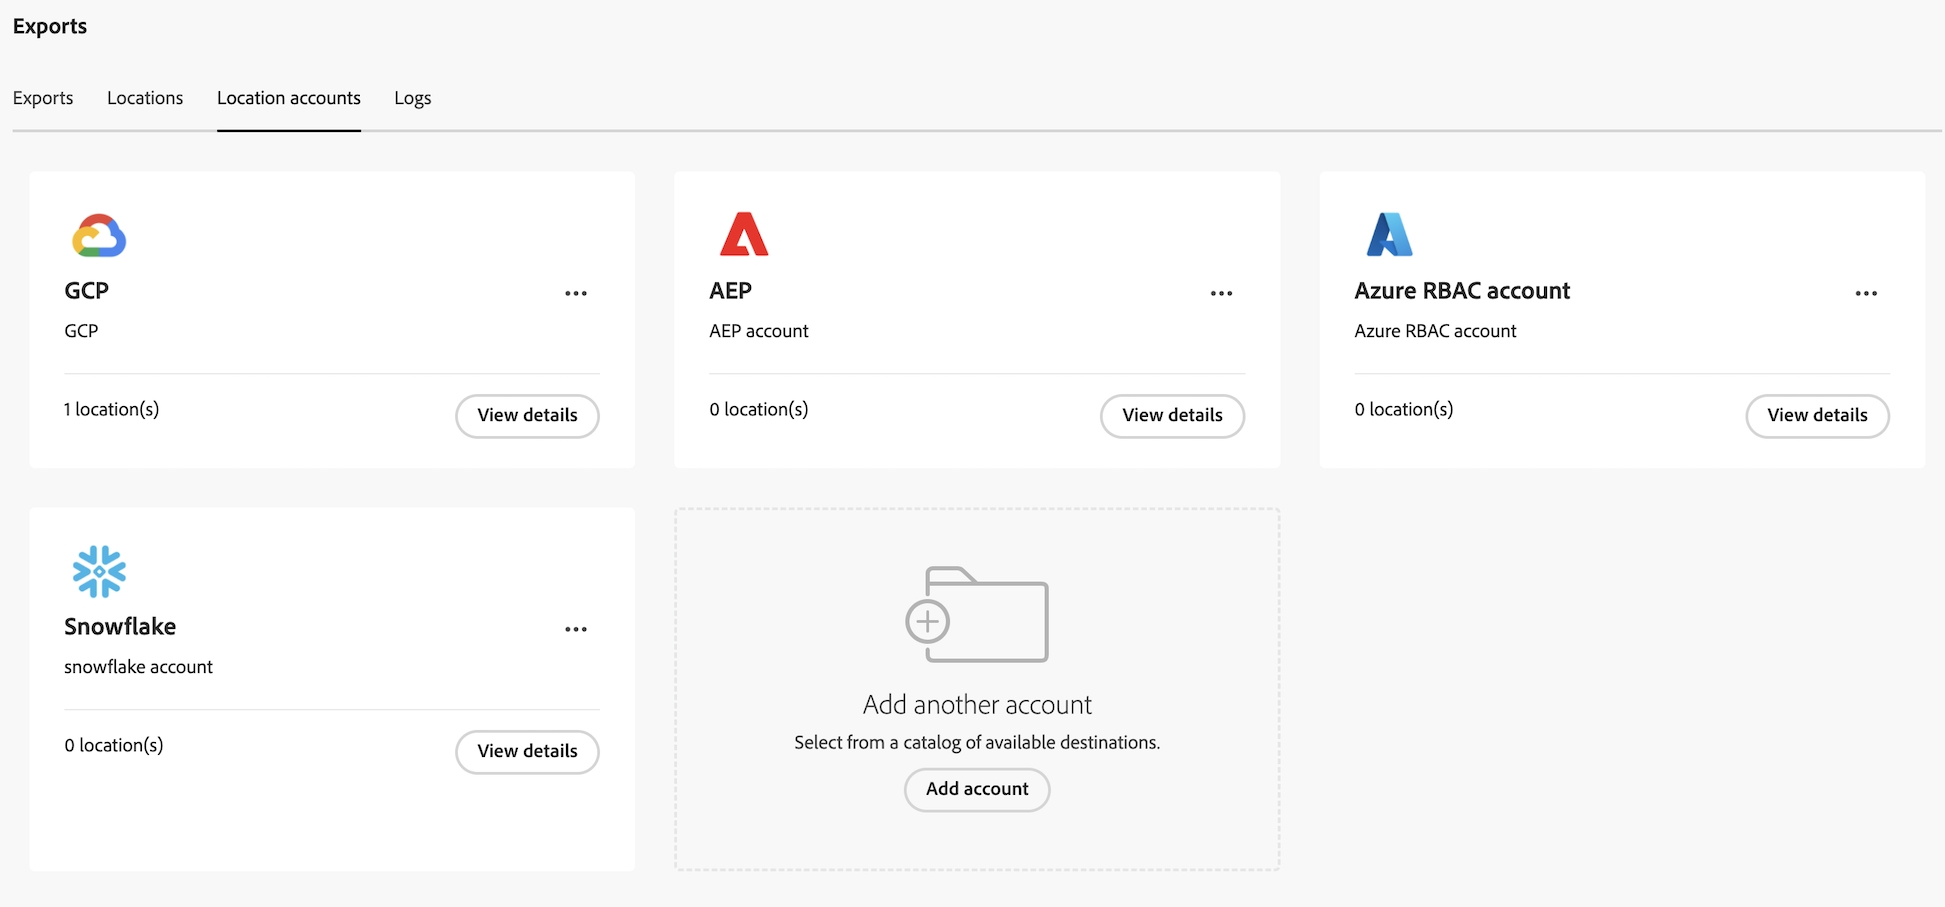 Exports
Exports
Locations
Location accounts
Logs
GCP
GCP
1 location(s)
View details
AEP
AEP account
0 location(s)
View details
Azure RBAC account
Azure RBAC account
0 location(s)
View details
Snowflake
snowflake account
0 location(s)
View details
Add another account
Select from a catalog of available destinations.
Add account